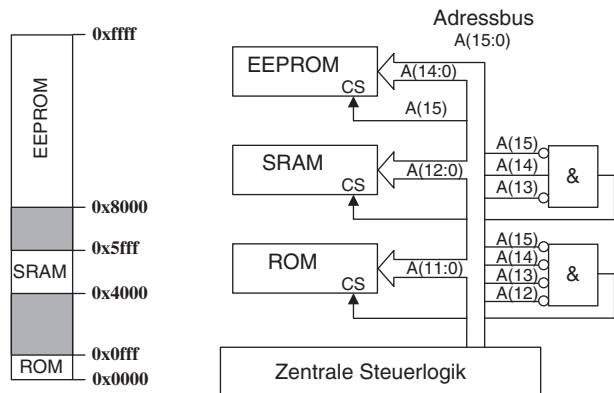 0xffff
EEPROM
0x8000
0x5fff
SRAM
0x4000
0x0fff
ROM
0x0000
Adressbus
A(15:0)
EEPROM
CS
A(14:0)
A(15)
SRAM
CS
A(12:0)
A(15)
A(14)
A(13)
&
ROM
CS
A(11:0)
A(15)
A(14)
A(13)
A(12)
&
Zentrale Steuerlogik